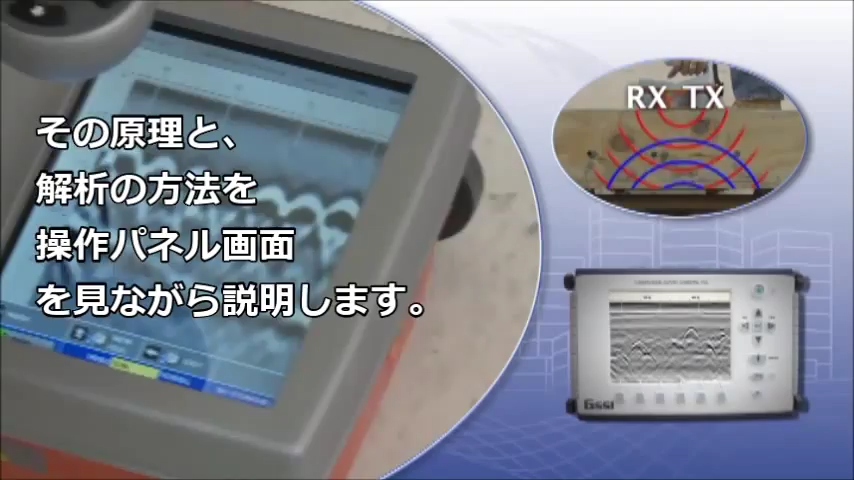 その原理と、
解析の方法を
操作パネル画面
を見ながら説明します。
RX TX
GSSI